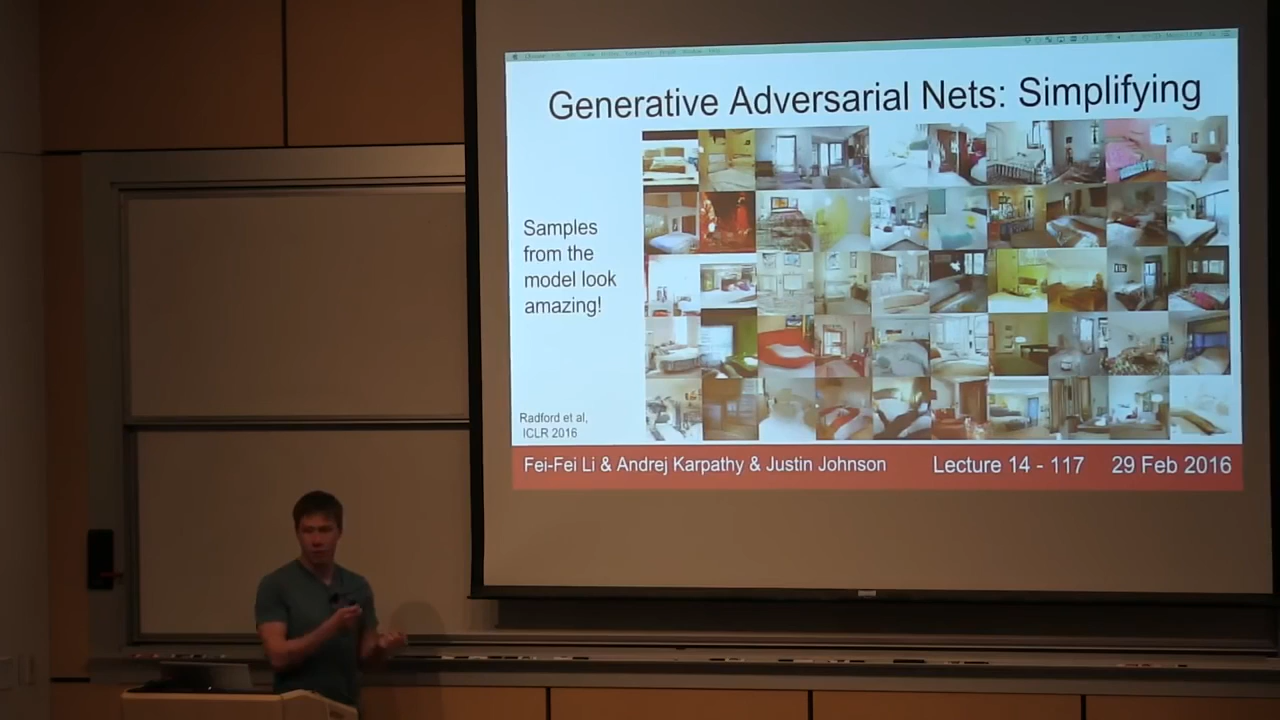 Generative Adversarial Nets: Simplifying
Samples
from the
model look
amazing!
Radford et al,
ICLR 2016
Fei-Fei Li & Andrej Karpathy & Justin Johnson
Lecture 14 - 117
29 Feb 2016